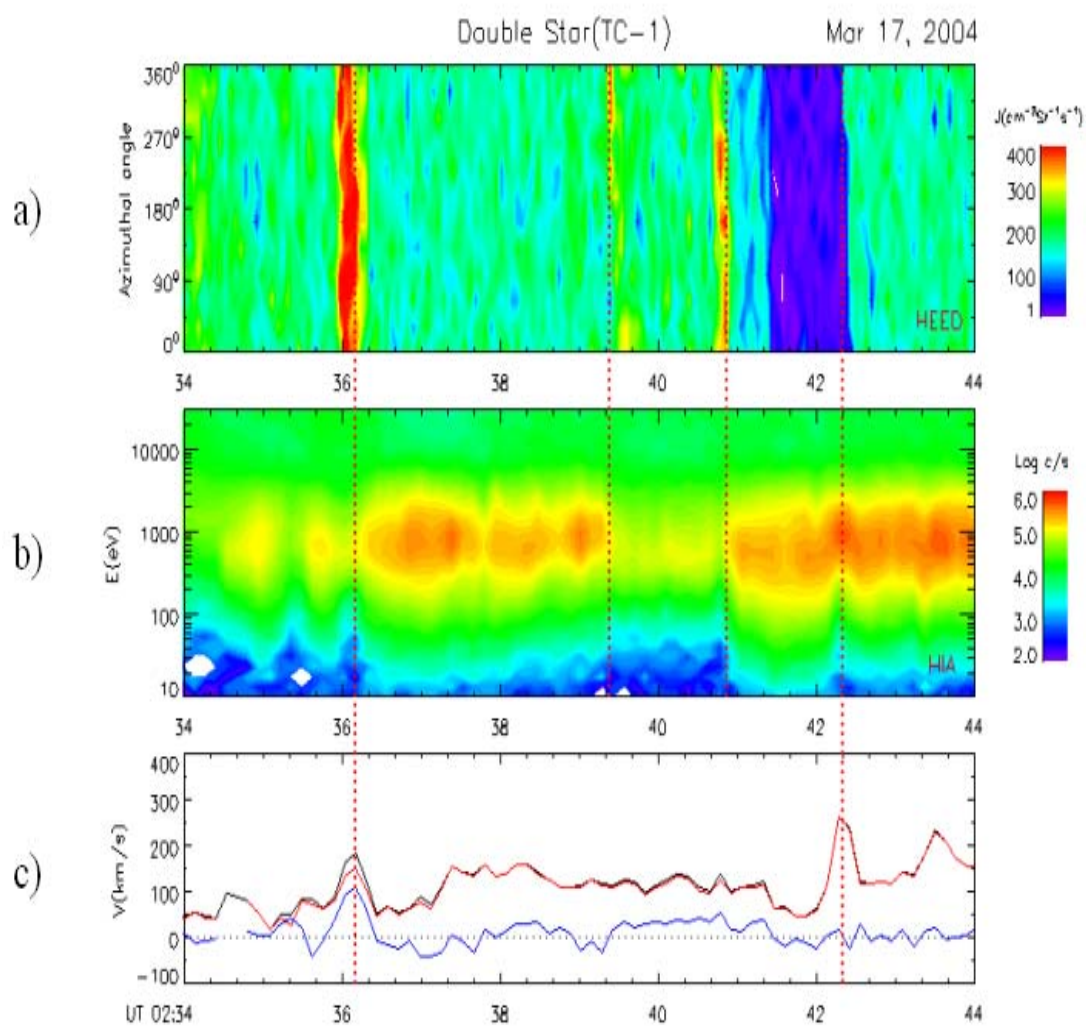 Double Star(TC-1) Mar 17, 2004
a)
Azimuthal angle
360⁰
270⁰
180⁰
90⁰
0⁰
HEED
J(cm⁻²Sr⁻¹s⁻¹)
400
300
200
100
1
34 36 38 40 42 44
b)
E(eV)
10000
1000
100
10
HIA
Log c/s
6.0
5.0
4.0
3.0
2.0
34 36 38 40 42 44
c)
V(km/s)
400
300
200
100
0
-100
UT 02:34 36 38 40 42 44